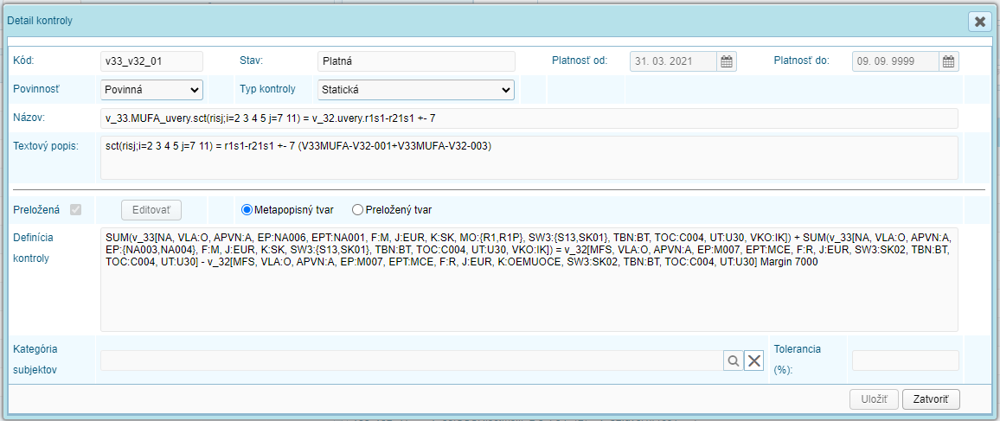 Detail kontroly
Kód: v33_v32_01 Stav: Platná Platnosť od: 31. 03. 2021 Platnosť do: 09. 09. 9999
Povinnosť Povinná Typ kontroly Statická
Názov: v_33.MUFA_uvery.sct(risj;i=2 3 4 5 j=7 11) = v_32.uvery.r1s1-r21s1 +- 7
Textový popis: sct(risj;i=2 3 4 5 j=7 11) = r1s1-r21s1 +- 7 (V33MUFA-V32-001+V33MUFA-V32-003)
Preložená Editovať Metapopisný tvar Preložený tvar
Definícia kontroly
SUM(v_33[NA, VLA:O, APVN:A, EP:NA006, EPT:NA001, F:M, J:EUR, K:SK, MO:{R1,R1P}, SW3:{S13,SK01}, TBN:BT, TOC:C004, UT:U30, VKO:IK]) + SUM(v_33[NA, VLA:O, APVN:A,
EP:{NA003,NA004}, F:M, J:EUR, K:SK, SW3:{S13,SK01}, TBN:BT, TOC:C004, UT:U30, VKO:IK]) = v_32[MFS, VLA:O, APVN:A, EP:M007, EPT:MCE, F:R, J:EUR, SW3:SK02, TBN:BT,
TOC:C004, UT:U30] - v_32[MFS, VLA:O, APVN:A, EP:M007, EPT:MCE, F:R, J:EUR, K:OEMUOCE, SW3:SK02, TBN:BT, TOC:C004, UT:U30] Margin 7000
Kategória subjektov
Tolerancia (%):
Uložiť Zatvoriť